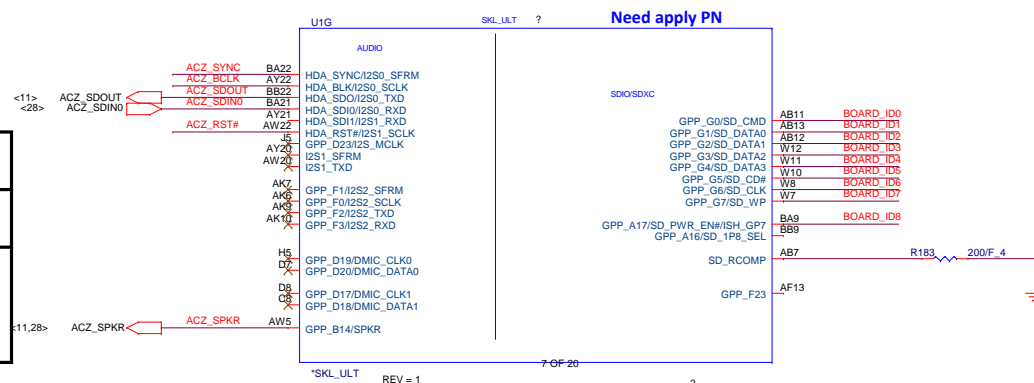 U1G
SKL_ULT ?
Need apply PN
AUDIO
SDIO/SDXC
<11> ACZ_SDOUT
<28> ACZ_SDIN0
ACZ_SYNC BA22 HDA_SYNC/I2S0_SFRM
ACZ_BCLK AY22 HDA_BLK/I2S0_SCLK
ACZ_SDOUT BB22 HDA_SDO/I2S0_TXD
ACZ_SDIN0 BA21 HDA_SDI0/I2S0_RXD
AY21 HDA_SDI1/I2S1_RXD
ACZ_RST# AW22 HDA_RST#/I2S1_SCLK
J5 GPP_D23/I2S_MCLK
AY20 I2S1_SFRM
AW20 I2S1_TXD
AK7 GPP_F1/I2S2_SFRM
AK6 GPP_F0/I2S2_SCLK
AK9 GPP_F2/I2S2_TXD
AK10 GPP_F3/I2S2_RXD
H5 GPP_D19/DMIC_CLK0
D7 GPP_D20/DMIC_DATA0
D8 GPP_D17/DMIC_CLK1
C8 GPP_D18/DMIC_DATA1
<11,28> ACZ_SPKR ACZ_SPKR AW5 GPP_B14/SPKR
GPP_G0/SD_CMD AB11 BOARD_ID0
GPP_G1/SD_DATA0 AB13 BOARD_ID1
GPP_G2/SD_DATA1 AB12 BOARD_ID2
GPP_G3/SD_DATA2 W12 BOARD_ID3
GPP_G4/SD_DATA3 W11 BOARD_ID4
GPP_G5/SD_CD# W10 BOARD_ID5
GPP_G6/SD_CLK W8 BOARD_ID6
GPP_G7/SD_WP W7 BOARD_ID7
GPP_A17/SD_PWR_EN#/ISH_GP7 BA9 BOARD_ID8
GPP_A16/SD_1P8_SEL BB9
SD_RCOMP AB7 R183 200/F_4
GPP_F23 AF13
7 OF 20
*SKL_ULT
REV = 1
?